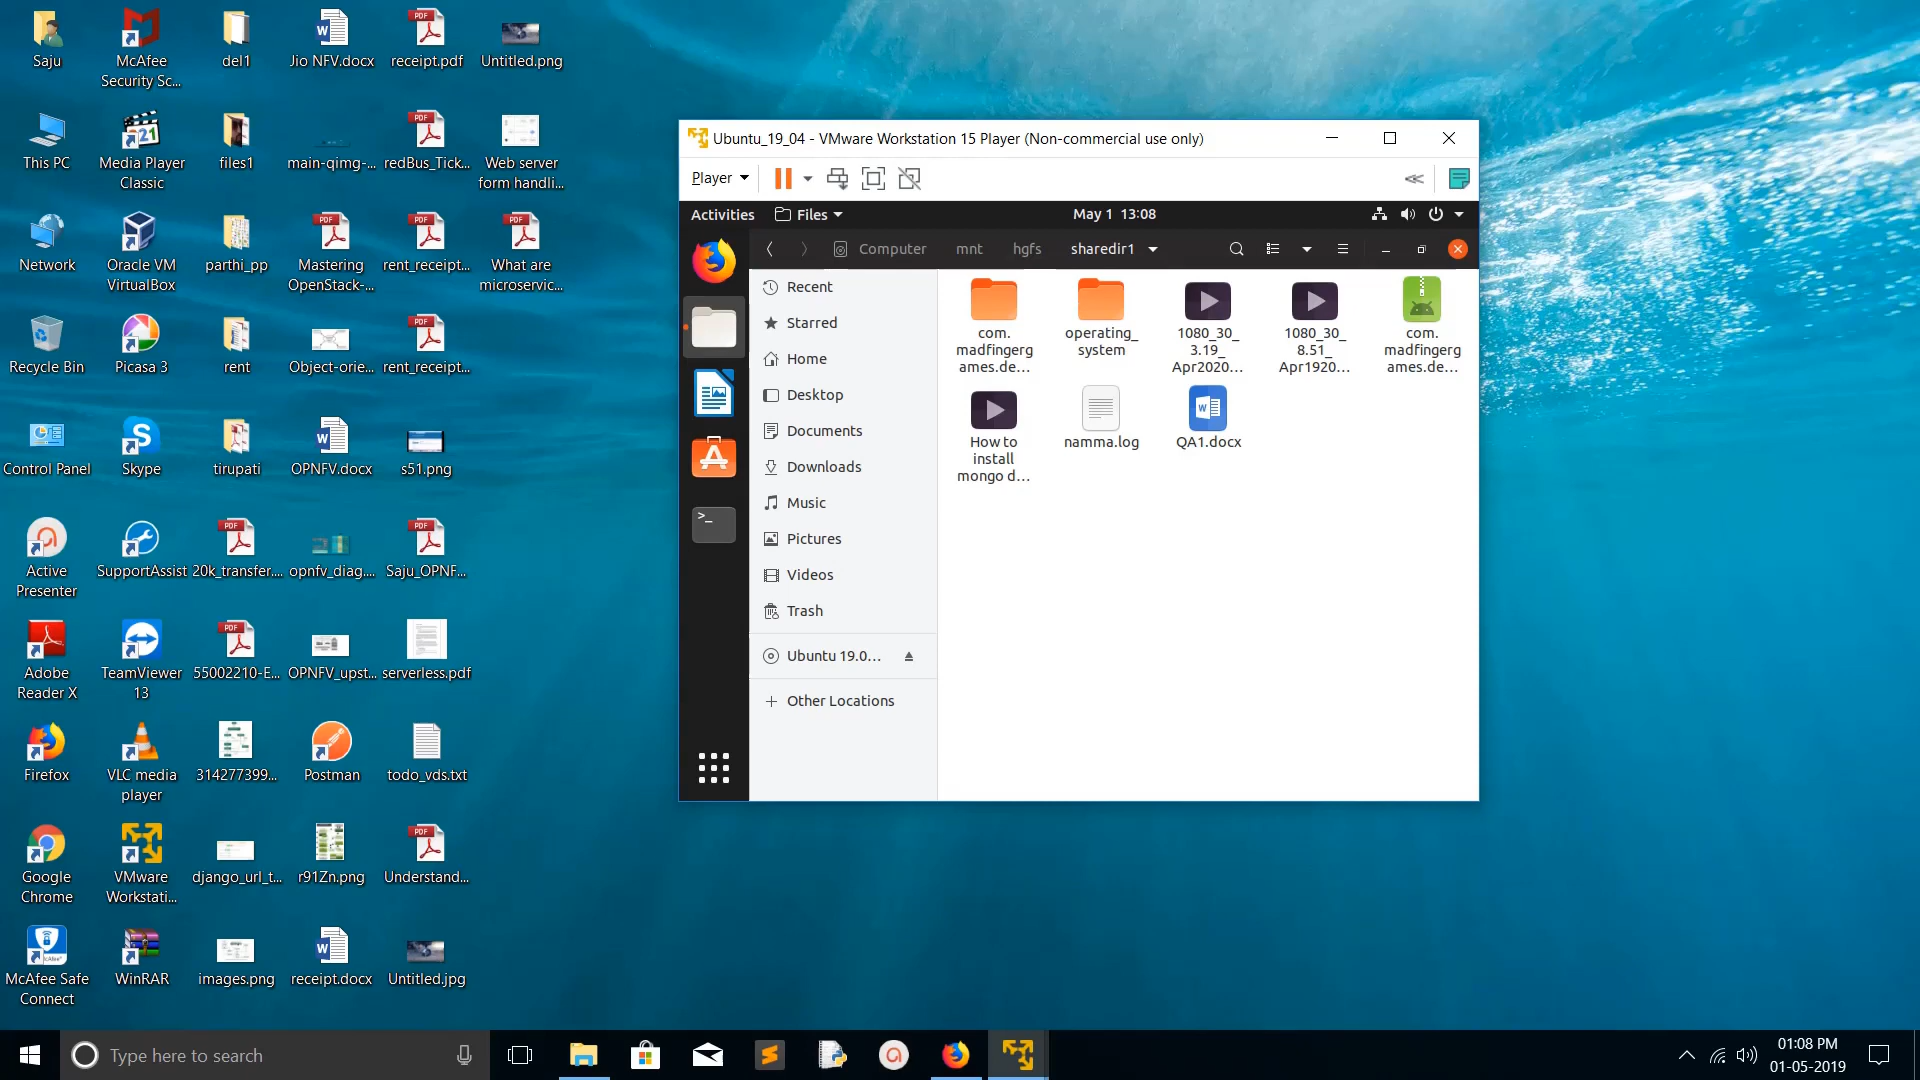 Saju
McAfee
Security Sc...
del1
Jio NFV.docx
receipt.pdf
Untitled.png
This PC
Media Player
Classic
files1
main-qimg-...
redBus_Tick...
Web server
form handli...
Network
Oracle VM
VirtualBox
parthi_pp
Mastering
OpenStack-...
rent_receipt...
What are
microservic...
Recycle Bin
Picasa 3
rent
Object-orie...
rent_receipt...
Control Panel
Skype
tirupati
OPNFV.docx
s51.png
Active
Presenter
SupportAssist
20k_transfer....
opnfv_diag....
Saju_OPNF...
Adobe
Reader X
TeamViewer
13
55002210-E...
OPNFV_upst...
serverless.pdf
Firefox
VLC media
player
314277399...
Postman
todo_vds.txt
Google
Chrome
VMware
Workstati...
django_url_t...
r91Zn.png
Understand...
McAfee Safe
Connect
WinRAR
images.png
receipt.docx
Untitled.jpg
Ubuntu_19_04 - VMware Workstation 15 Player (Non-commercial use only)
Player
Activities
Files
May 1 13:08
Computer
mnt
hgfs
sharedir1
Recent
Starred
Home
Desktop
Documents
Downloads
Music
Pictures
Videos
Trash
Ubuntu 19.0...
Other Locations
com.
madfingerg
ames.de...
operating_
system
1080_30_
3.19_
Apr2020...
1080_30_
8.51_
Apr1920...
com.
madfingerg
ames.de...
How to
install
mongo d...
namma.log
QA1.docx
Type here to search
01:08 PM
01-05-2019